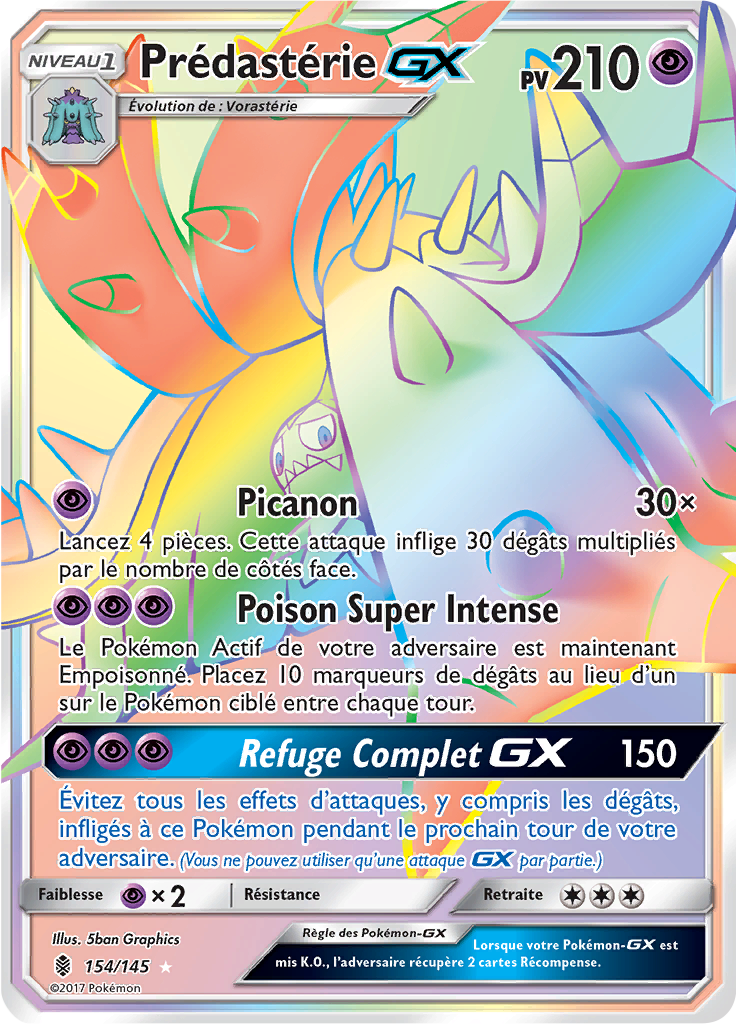 NIVEAU 1
Prédastérie GX
PV 210
Évolution de : Vorastérie
Picanon 30×
Lancez 4 pièces. Cette attaque inflige 30 dégâts multipliés
par le nombre de côtés face.
Poison Super Intense
Le Pokémon Actif de votre adversaire est maintenant
Empoisonné. Placez 10 marqueurs de dégâts au lieu d'un
sur le Pokémon ciblé entre chaque tour.
Refuge Complet GX 150
Évitez tous les effets d'attaques, y compris les dégâts,
infligés à ce Pokémon pendant le prochain tour de votre
adversaire. (Vous ne pouvez utiliser qu'une attaque GX par partie.)
Faiblesse × 2 Résistance Retraite
Illus. 5ban Graphics
154/145
©2017 Pokémon
Règle des Pokémon-GX
Lorsque votre Pokémon-GX est
mis K.O., l'adversaire récupère 2 cartes Récompense.